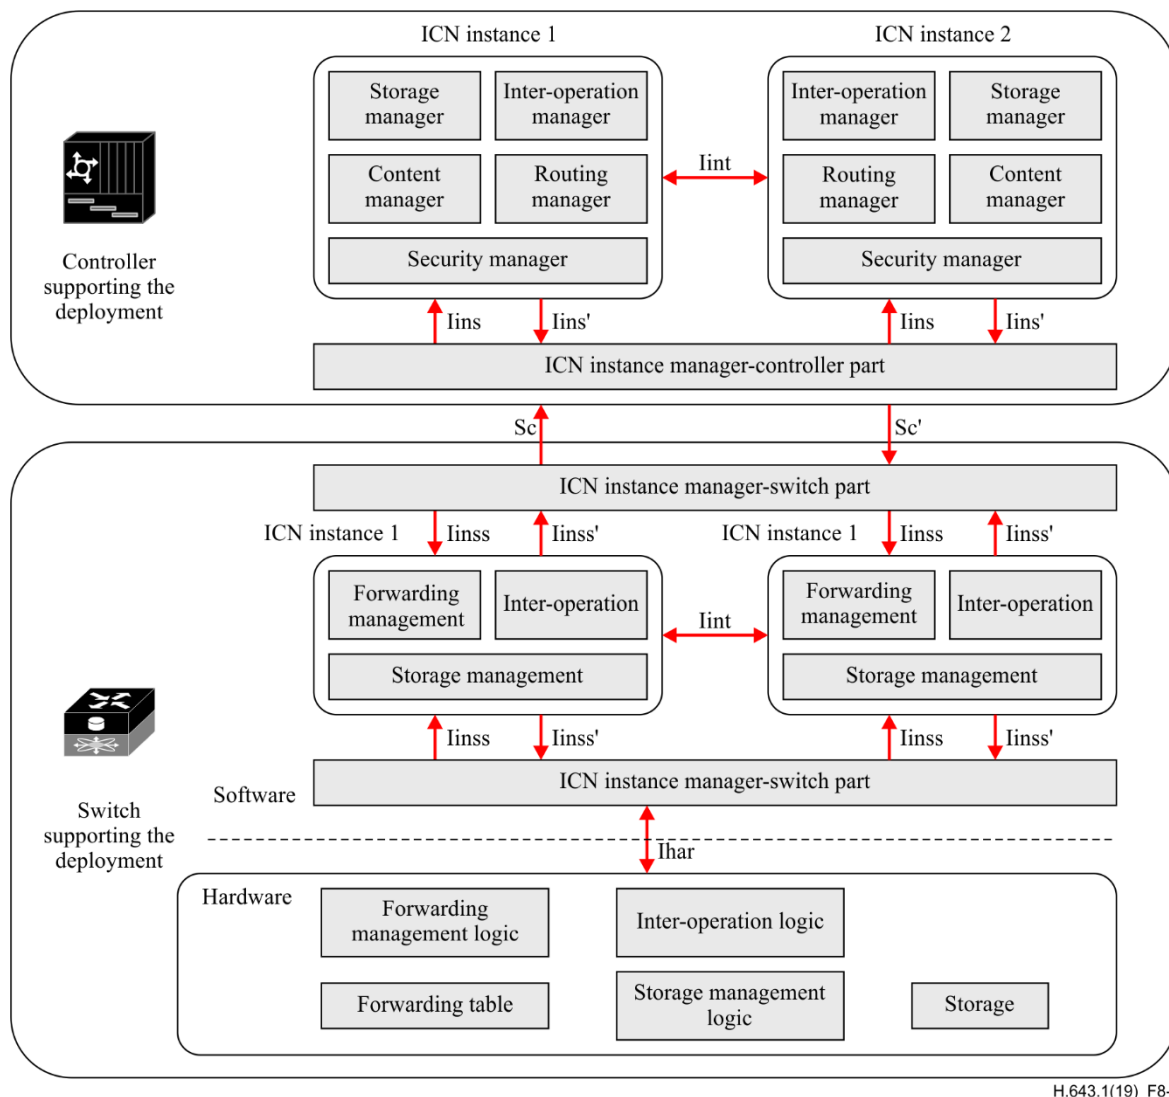 ICN instance 1
ICN instance 2
Storage
manager
Inter-operation
manager
Inter-operation
manager
Storage
manager
Content
manager
Routing
manager
Iint
Routing
manager
Content
manager
Security manager
Security manager
Controller
supporting the
deployment
Iins
Iins'
Iins
Iins'
ICN instance manager-controller part
Sc
Sc'
ICN instance manager-switch part
ICN instance 1
Iinss
Iinss'
ICN instance 1
Iinss
Iinss'
Forwarding
management
Inter-operation
Iint
Forwarding
management
Inter-operation
Storage management
Storage management
Iinss
Iinss'
Iinss
Iinss'
ICN instance manager-switch part
Switch
supporting the
deployment
Software
Ihar
Hardware
Forwarding
management logic
Inter-operation logic
Forwarding table
Storage management
logic
Storage
H.643.1(19)_F8-